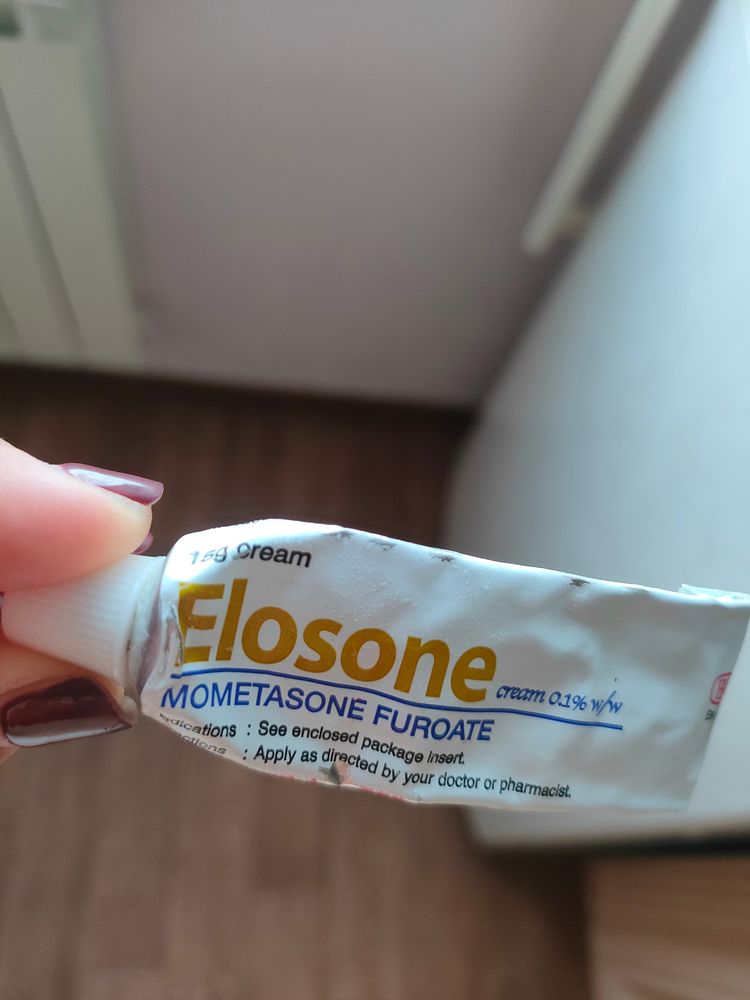 15g Cream
Elosone
cream 0.1% w/w
MOMETASONE FUROATE
: See enclosed package insert.
: Apply as directed by your doctor or pharmacist.